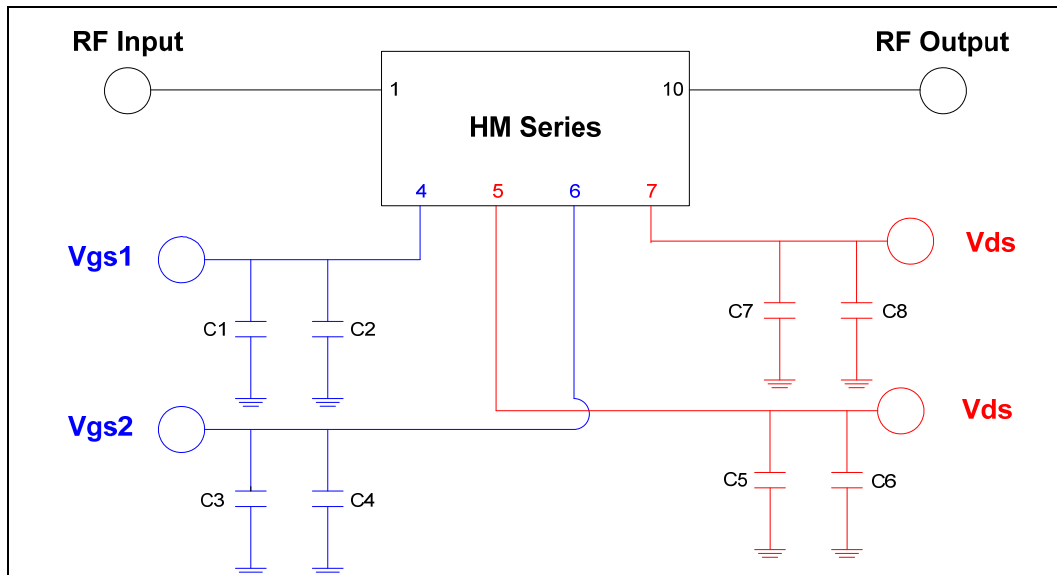 RF Input
RF Output
1
10
HM Series
4
5
6
7
Vgs1
Vds
C1
C2
C7
C8
Vgs2
Vds
C3
C4
C5
C6